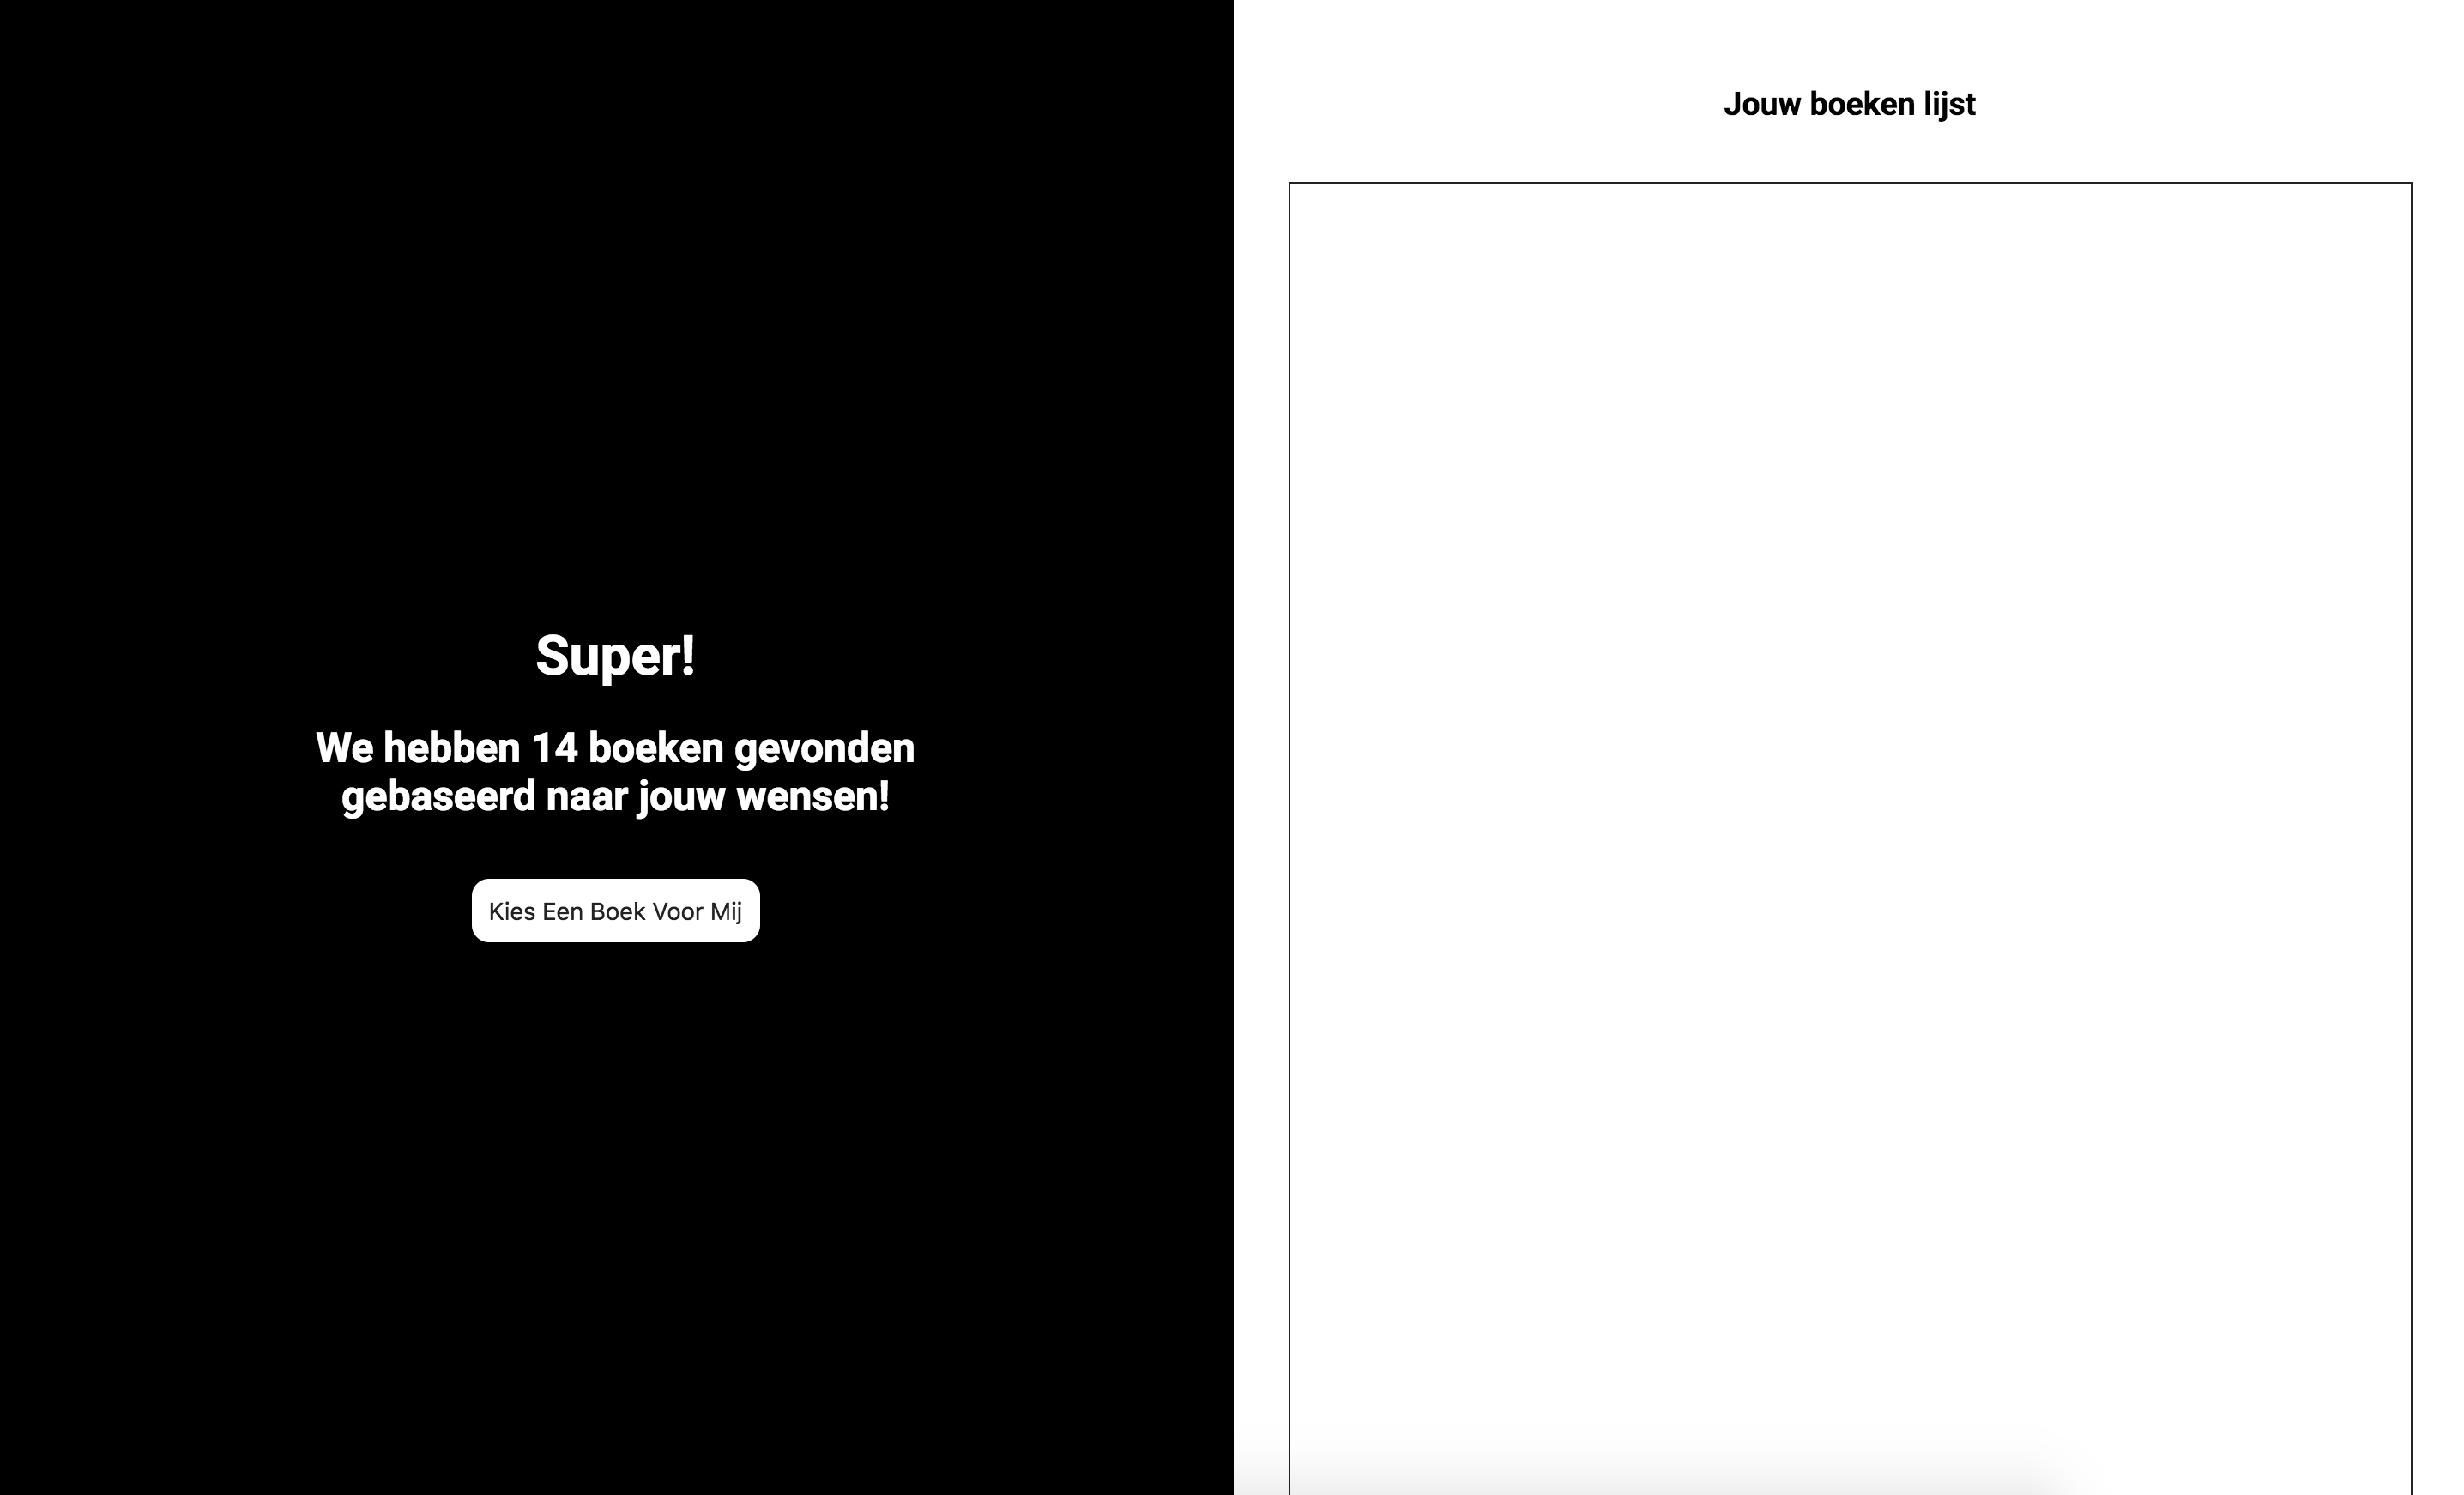 Super!
We hebben 14 boeken gevonden
gebaseerd naar jouw wensen!
Kies Een Boek Voor Mij
Jouw boeken lijst